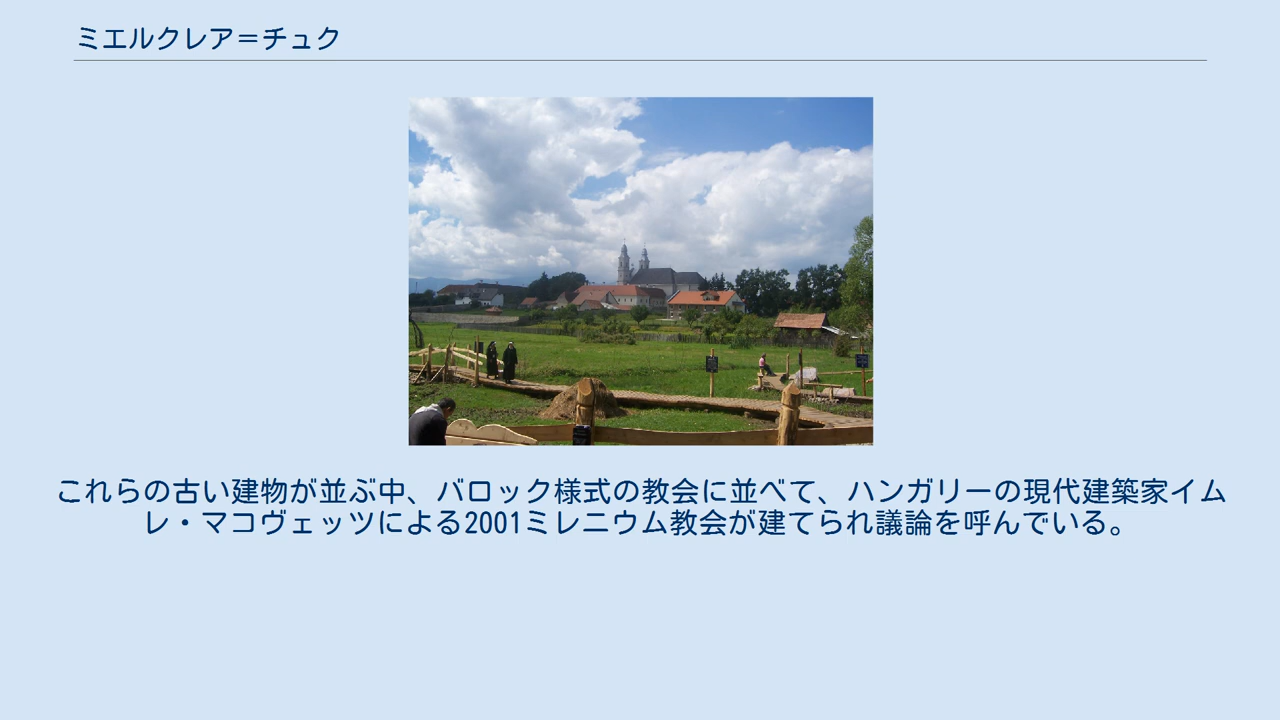 ミエルクレア＝チュク
これらの古い建物が並ぶ中、バロック様式の教会に並べて、ハンガリーの現代建築家イム
レ・マコヴェッツによる2001ミレニウム教会が建てられ議論を呼んでいる。